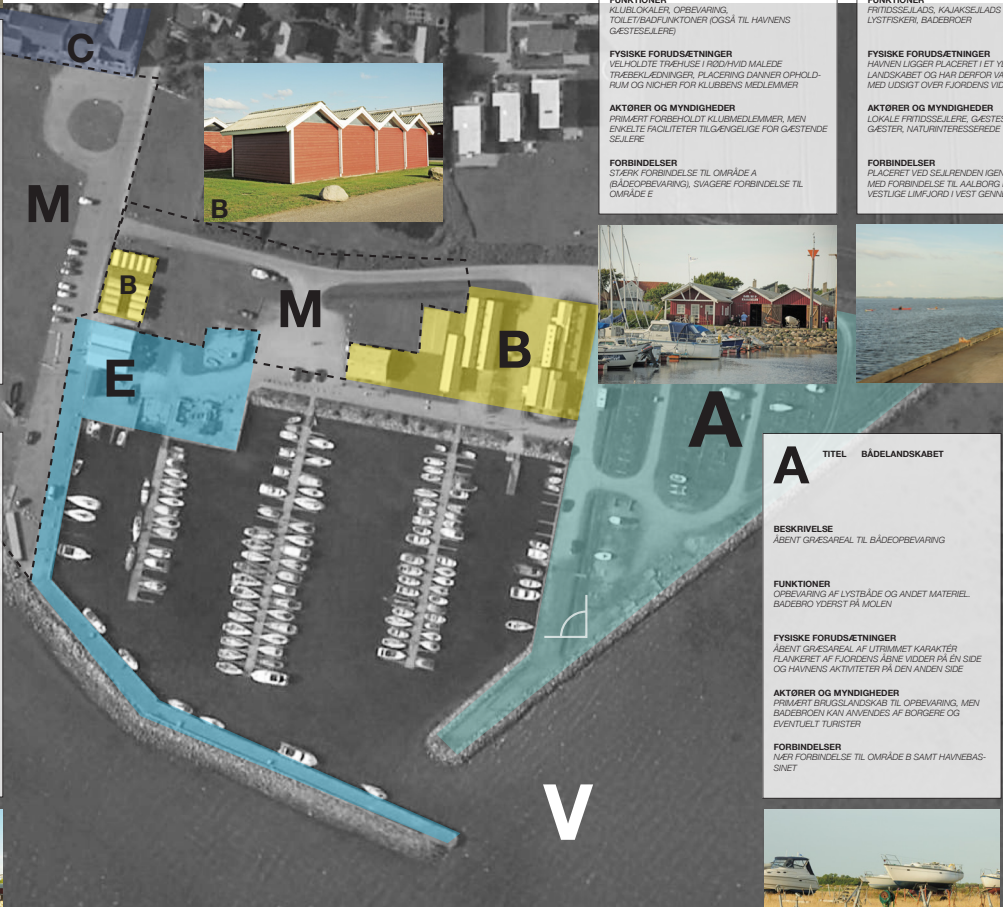 FUNKTIONER
KLUBLOKALER, OPBEVARING,
TOILET/BADFUNKTONER (OGSÅ TIL HAVNENS
GÆSTESEJLERE)
FYSISKE FORUDSÆTNINGER
VELHOLDTE TRÆHUSE I RØD/HVID MALEDE
TRÆBEKLÆDNINGER, PLACERING DANNER OPHOLD-
RUM OG NICHER FOR KLUBBENS MEDLEMMER
AKTØRER OG MYNDIGHEDER
PRIMÆRT FORBEHOLDT KLUBMEDLEMMER, MEN
ENKELTE FACILITETER TILGÆNGELIGE FOR GÆSTENDE
SEJLERE
FORBINDELSER
STÆRK FORBINDELSE TIL OMRÅDE A
(BÅDEOPBEVARING), SVAGERE FORBINDELSE TIL
OMRÅDE E
FUNKTIONER
FRITIDSSEJLADS, KAJAKSEJLADS
LYSTFISKERI, BADEBROER
FYSISKE FORUDSÆTNINGER
HAVNEN LIGGER PLACERET I ET
LANDSKABET OG HAR DERFOR
MED UDSIGT OVER FJORDENS
AKTØRER OG MYNDIGHEDER
LOKALE FRITIDSSEJLERE,
GÆSTER, NATURINTERESSEREDE
FORBINDELSER
PLACERET VED SEJLRENDEN
MED FORBINDELSE TIL AALBORG
VESTLIGE LIMFJORD I VEST
C
M
B
B
M
E
B
A
V
A TITEL BÅDELANDSKABET
BESKRIVELSE
ÅBENT GRÆSAREAL TIL BÅDEOPBEVARING
FUNKTIONER
OPBEVARING AF LYSTBÅDE OG ANDET MATERIEL.
BADEBRO YDERST PÅ MOLEN
FYSISKE FORUDSÆTNINGER
ÅBENT GRÆSAREAL AF UTRIMMET KARAKTÉR
FLANKERET AF FJORDENS ÅBNE VIDDER PÅ ÉN SIDE
OG HAVNENS AKTIVITETER PÅ DEN ANDEN SIDE
AKTØRER OG MYNDIGHEDER
PRIMÆRT BRUGSLANDSKAB TIL OPBEVARING, MEN
BADEBROEN KAN ANVENDES AF BORGERE OG
EVENTUELT TURISTER
FORBINDELSER
NÆR FORBINDELSE TIL OMRÅDE B SAMT HAVNEBAS-
SINET